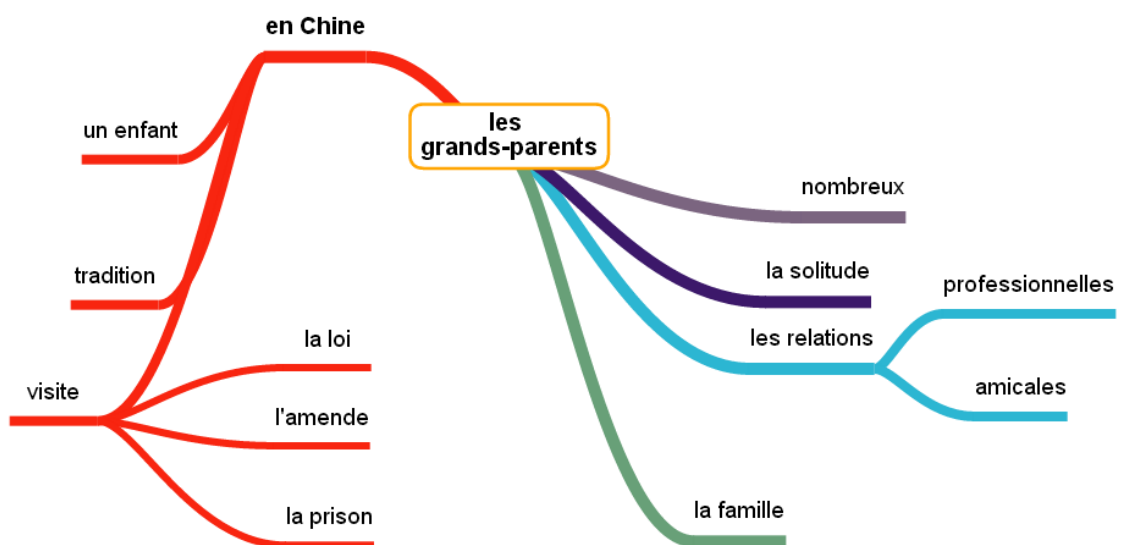 en Chine
un enfant
tradition
visite
la loi
l'amende
la prison
les
grands-parents
nombreux
la solitude
les relations
professionnelles
amicales
la famille